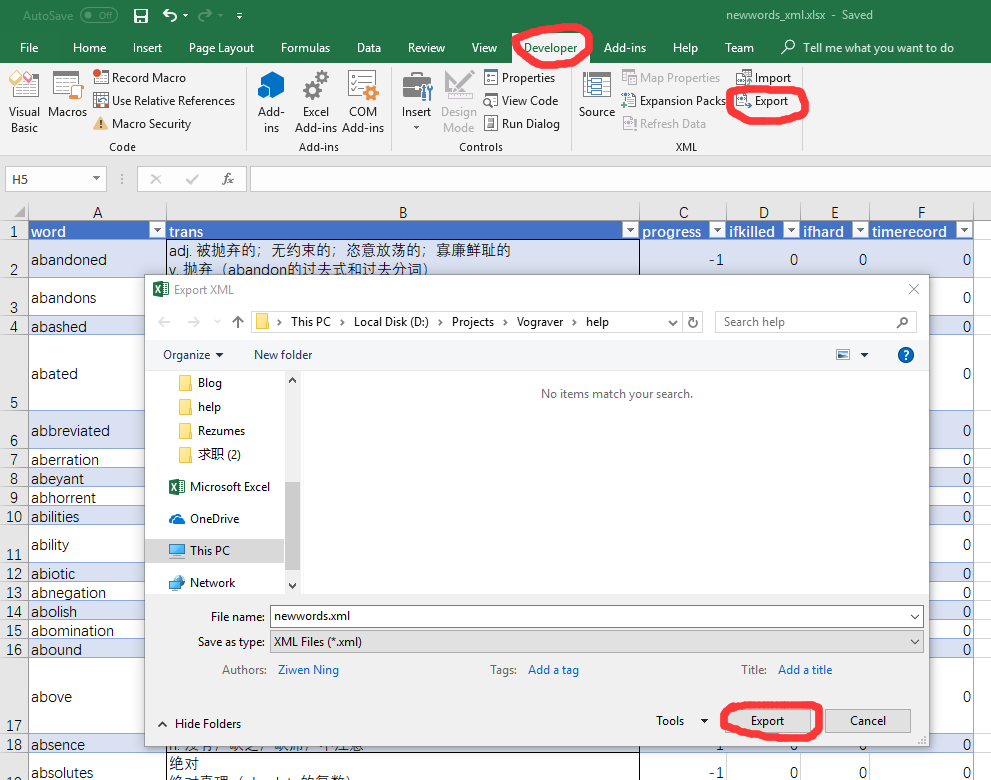 AutoSave Off newwords_xml.xlsx - Saved
File Home Insert Page Layout Formulas Data Review View Developer Add-ins Help Team Tell me what you want to do
Visual Basic
Macros
Record Macro
Use Relative References
Macro Security
Code
Add-ins
Excel Add-ins
COM Add-ins
Add-ins
Insert
Design Mode
Properties
View Code
Run Dialog
Controls
Source
Map Properties
Expansion Packs
Refresh Data
Import
Export
XML
H5 fx
A B C D E F
1 word trans progress ifkilled ifhard timerecord
2 abandoned adj. 被抛弃的；无约束的；恣意放荡的；寡廉鲜耻的 -1 0 0 0
v. 抛弃（abandon的过去式和过去分词）
3 abandons 0
4 abashed 0
5 abated 0
6 abbreviated 0
7 aberration 0
8 abeyant 0
9 abhorrent 0
10 abilities 0
11 ability 0
12 abiotic 0
13 abnegation 0
14 abolish 0
15 abomination 0
16 abound 0
17 above 0
18 absence 0
absolutes 绝对 -1 0 0 0
Export XML
This PC Local Disk (D:) Projects Vograver help
Search help
Organize New folder
Blog
help
Rezumes
求职 (2)
Microsoft Excel
OneDrive
This PC
Network
No items match your search.
File name: newwords.xml
Save as type: XML Files (*.xml)
Authors: Ziwen Ning Tags: Add a tag Title: Add a title
Hide Folders Tools Export Cancel